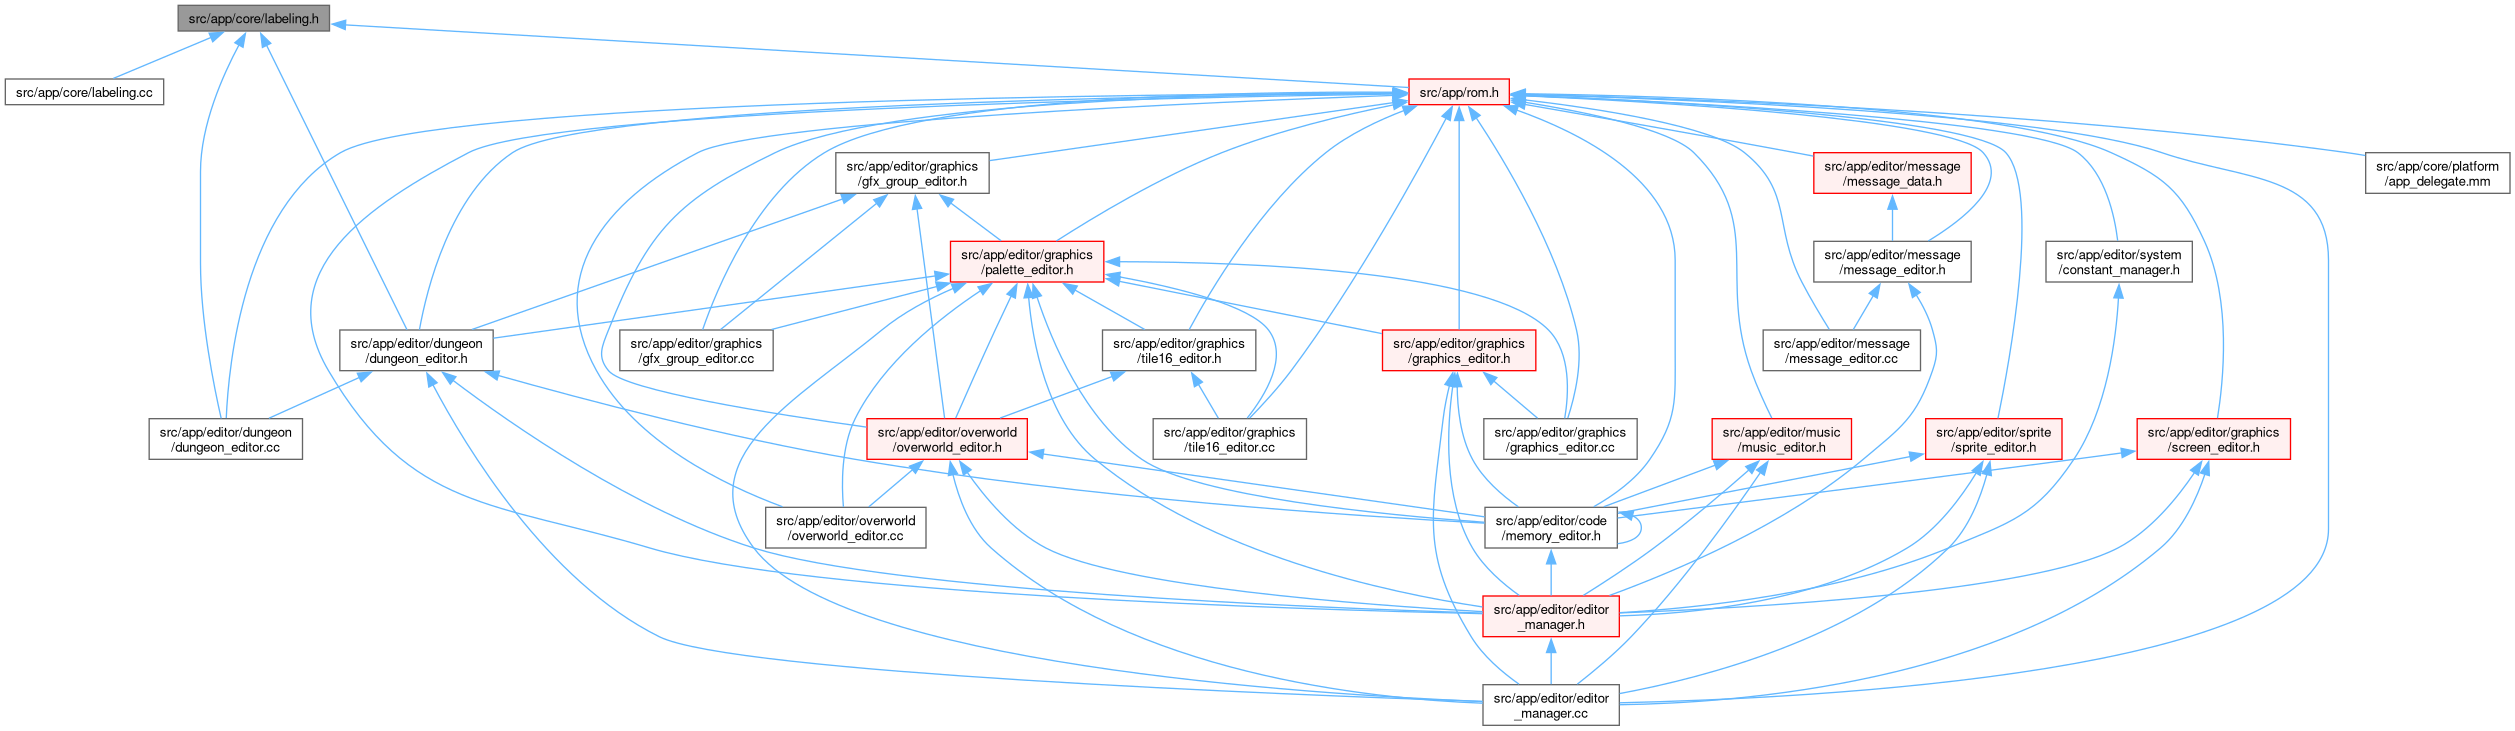 src/app/core/labeling.h
src/app/core/labeling.cc
src/app/rom.h
src/app/editor/graphics
/gfx_group_editor.h
src/app/editor/message
/message_data.h
src/app/core/platform
/app_delegate.mm
src/app/editor/graphics
/palette_editor.h
src/app/editor/message
/message_editor.h
src/app/editor/system
/constant_manager.h
src/app/editor/dungeon
/dungeon_editor.h
src/app/editor/graphics
/gfx_group_editor.cc
src/app/editor/graphics
/tile16_editor.h
src/app/editor/graphics
/graphics_editor.h
src/app/editor/message
/message_editor.cc
src/app/editor/dungeon
/dungeon_editor.cc
src/app/editor/overworld
/overworld_editor.h
src/app/editor/graphics
/tile16_editor.cc
src/app/editor/graphics
/graphics_editor.cc
src/app/editor/music
/music_editor.h
src/app/editor/sprite
/sprite_editor.h
src/app/editor/graphics
/screen_editor.h
src/app/editor/overworld
/overworld_editor.cc
src/app/editor/code
/memory_editor.h
src/app/editor/editor
_manager.h
src/app/editor/editor
_manager.cc